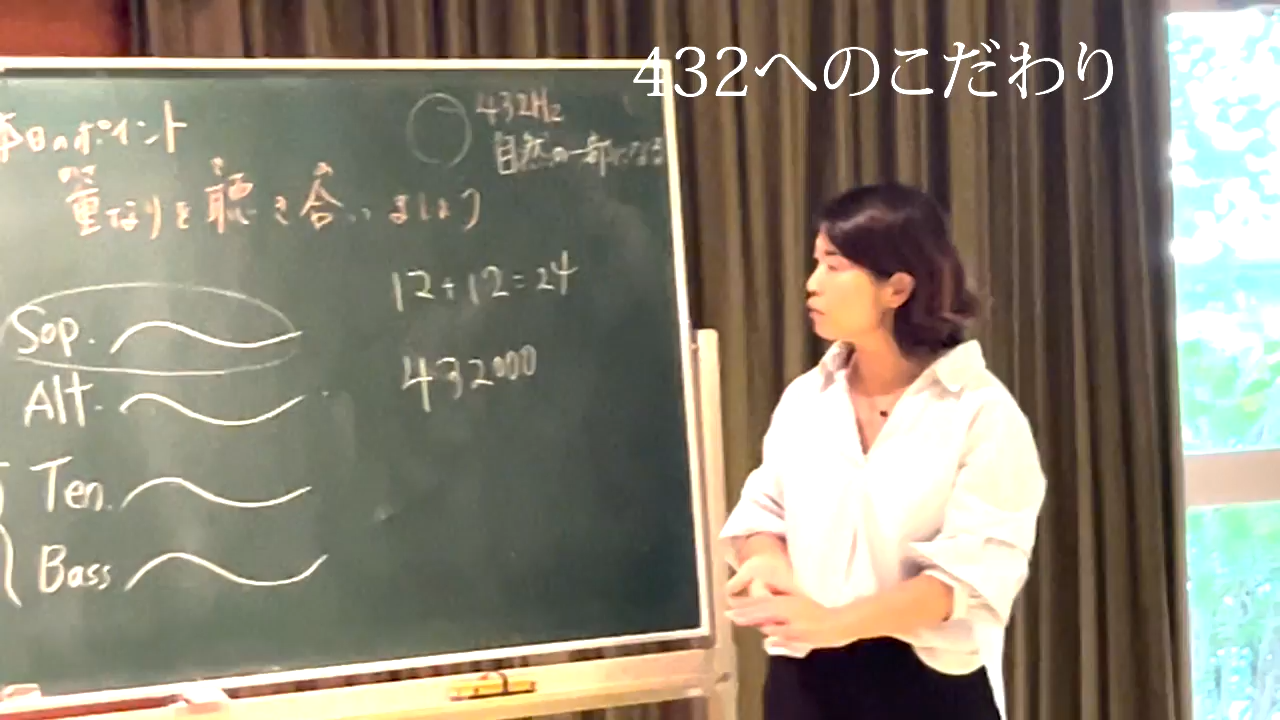 432へのこだわり
本日のポイント
432Hz
自然の一部になる
重なりを聴き合いましょう
12+12=24
Sop.
432000
Alt.
Ten.
Bass